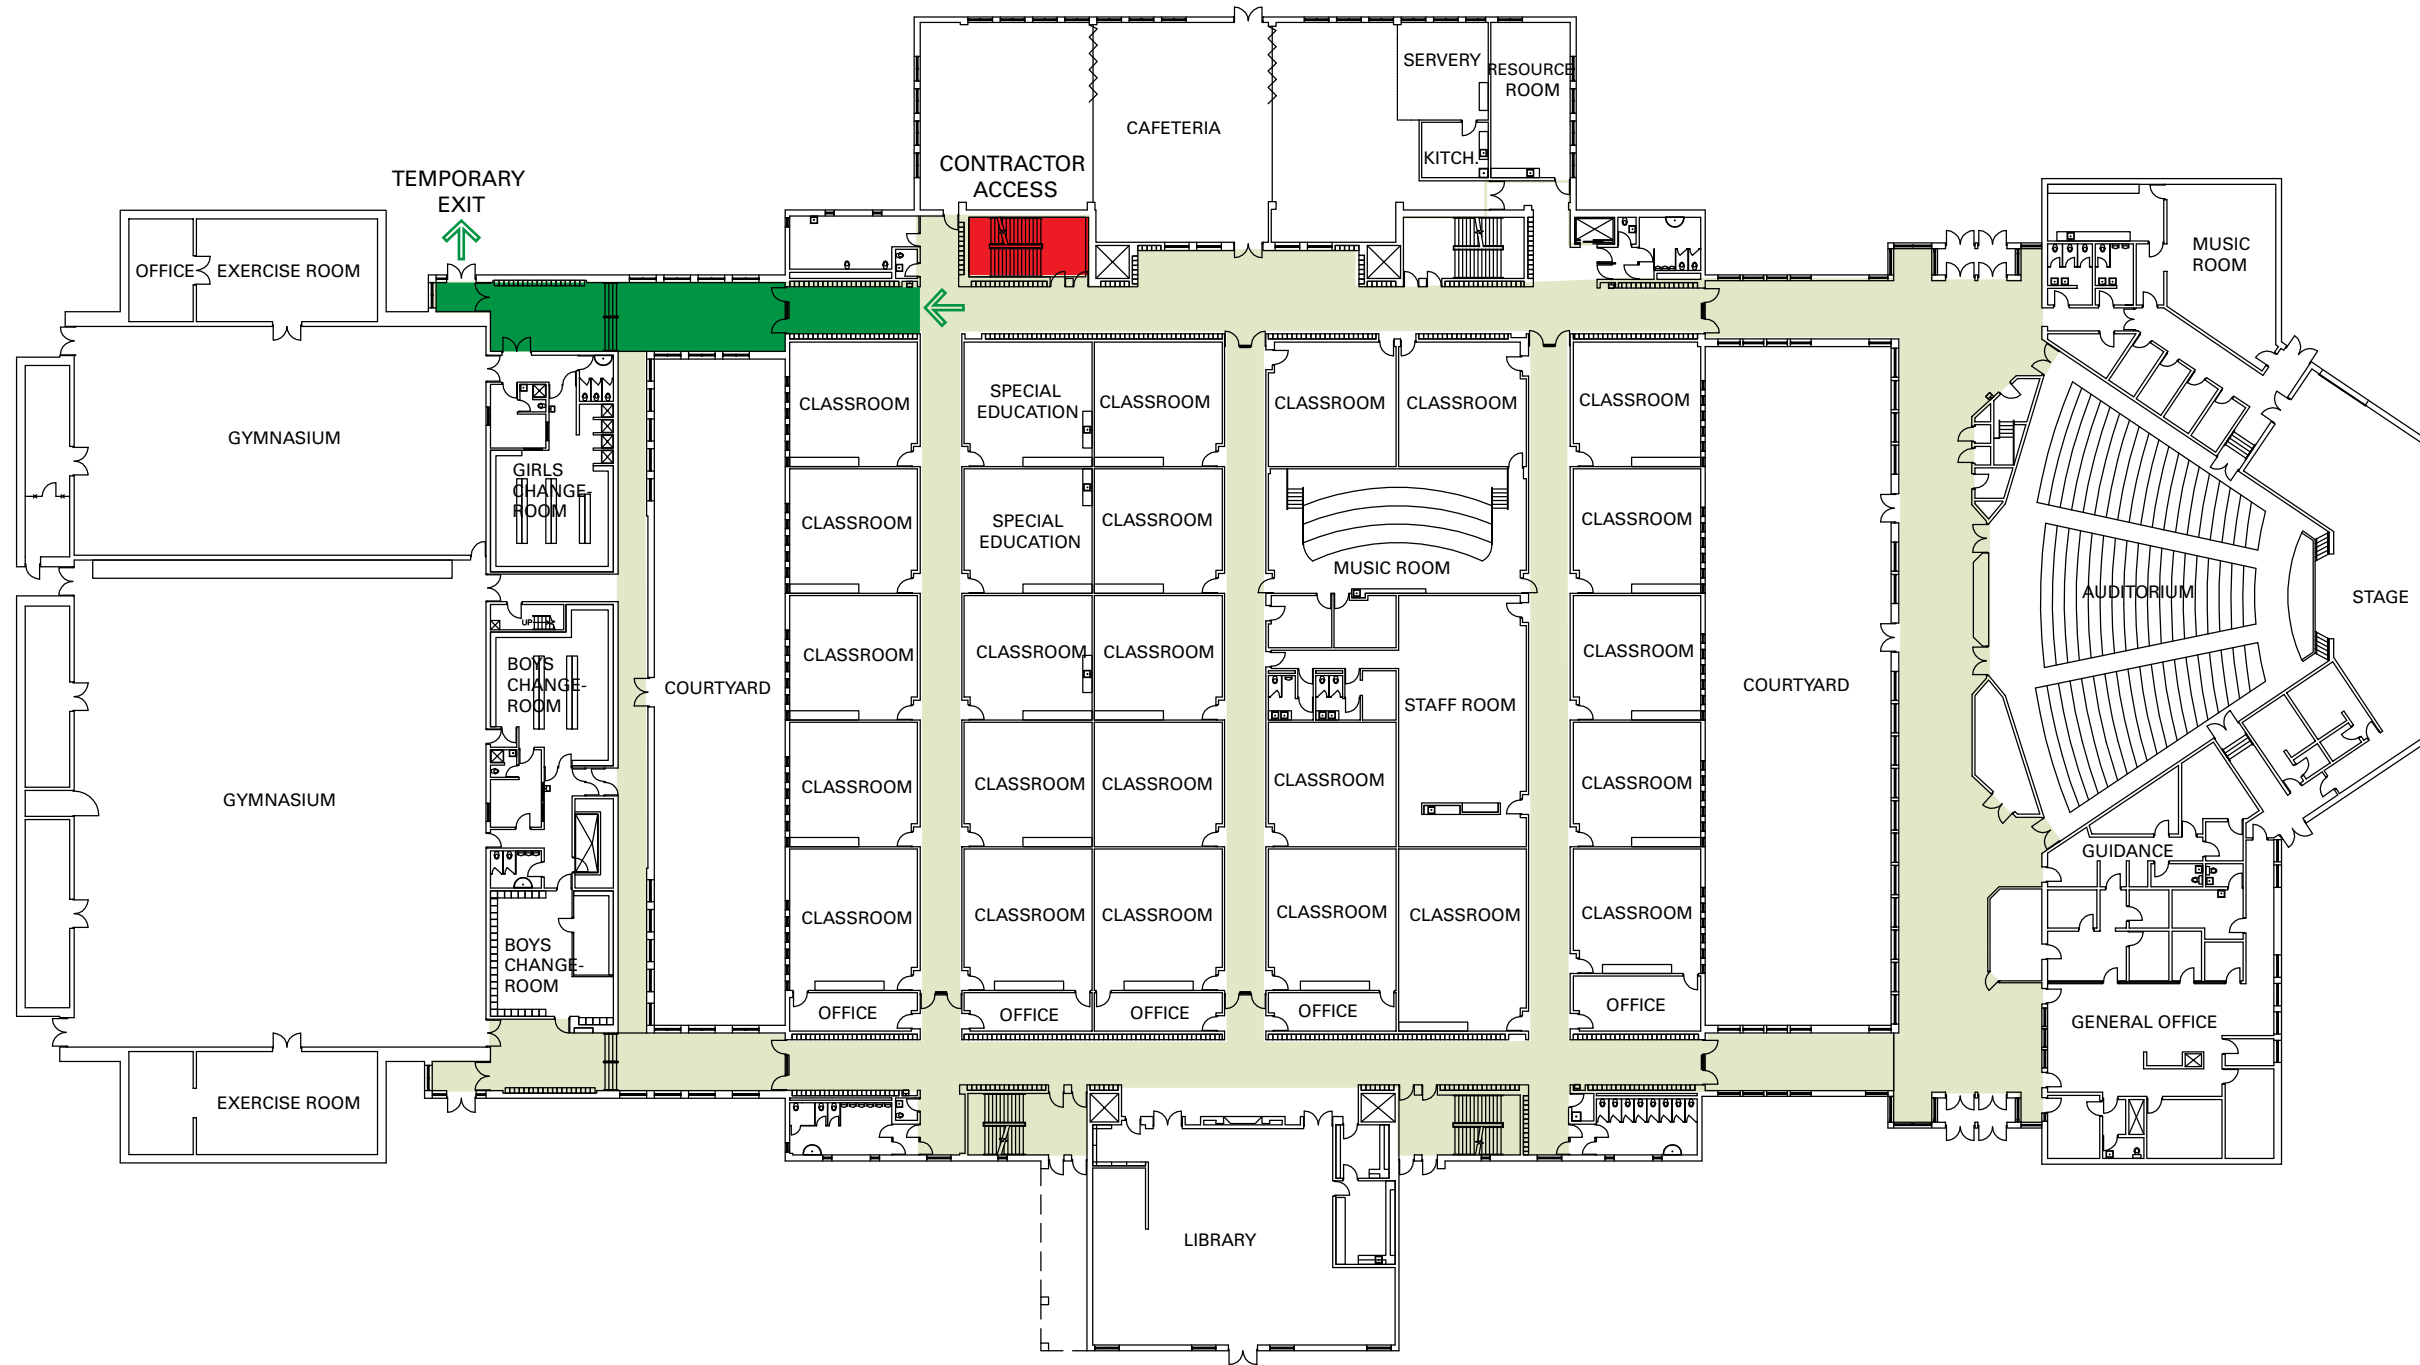 SERVERY
RESOURCE
ROOM
CAFETERIA
KITCH.
CONTRACTOR
ACCESS
TEMPORARY
EXIT
OFFICE
EXERCISE ROOM
MUSIC
ROOM
GYMNASIUM
GIRLS
CHANGE-
ROOM
CLASSROOM
SPECIAL
EDUCATION
CLASSROOM
CLASSROOM
CLASSROOM
CLASSROOM
CLASSROOM
SPECIAL
EDUCATION
CLASSROOM
MUSIC ROOM
CLASSROOM
AUDITORIUM
STAGE
UP
BOYS
CHANGE-
ROOM
COURTYARD
CLASSROOM
CLASSROOM
CLASSROOM
STAFF ROOM
CLASSROOM
COURTYARD
GYMNASIUM
CLASSROOM
CLASSROOM
CLASSROOM
CLASSROOM
CLASSROOM
GUIDANCE
BOYS
CHANGE-
ROOM
CLASSROOM
CLASSROOM
CLASSROOM
CLASSROOM
CLASSROOM
CLASSROOM
OFFICE
OFFICE
OFFICE
OFFICE
OFFICE
GENERAL OFFICE
EXERCISE ROOM
LIBRARY